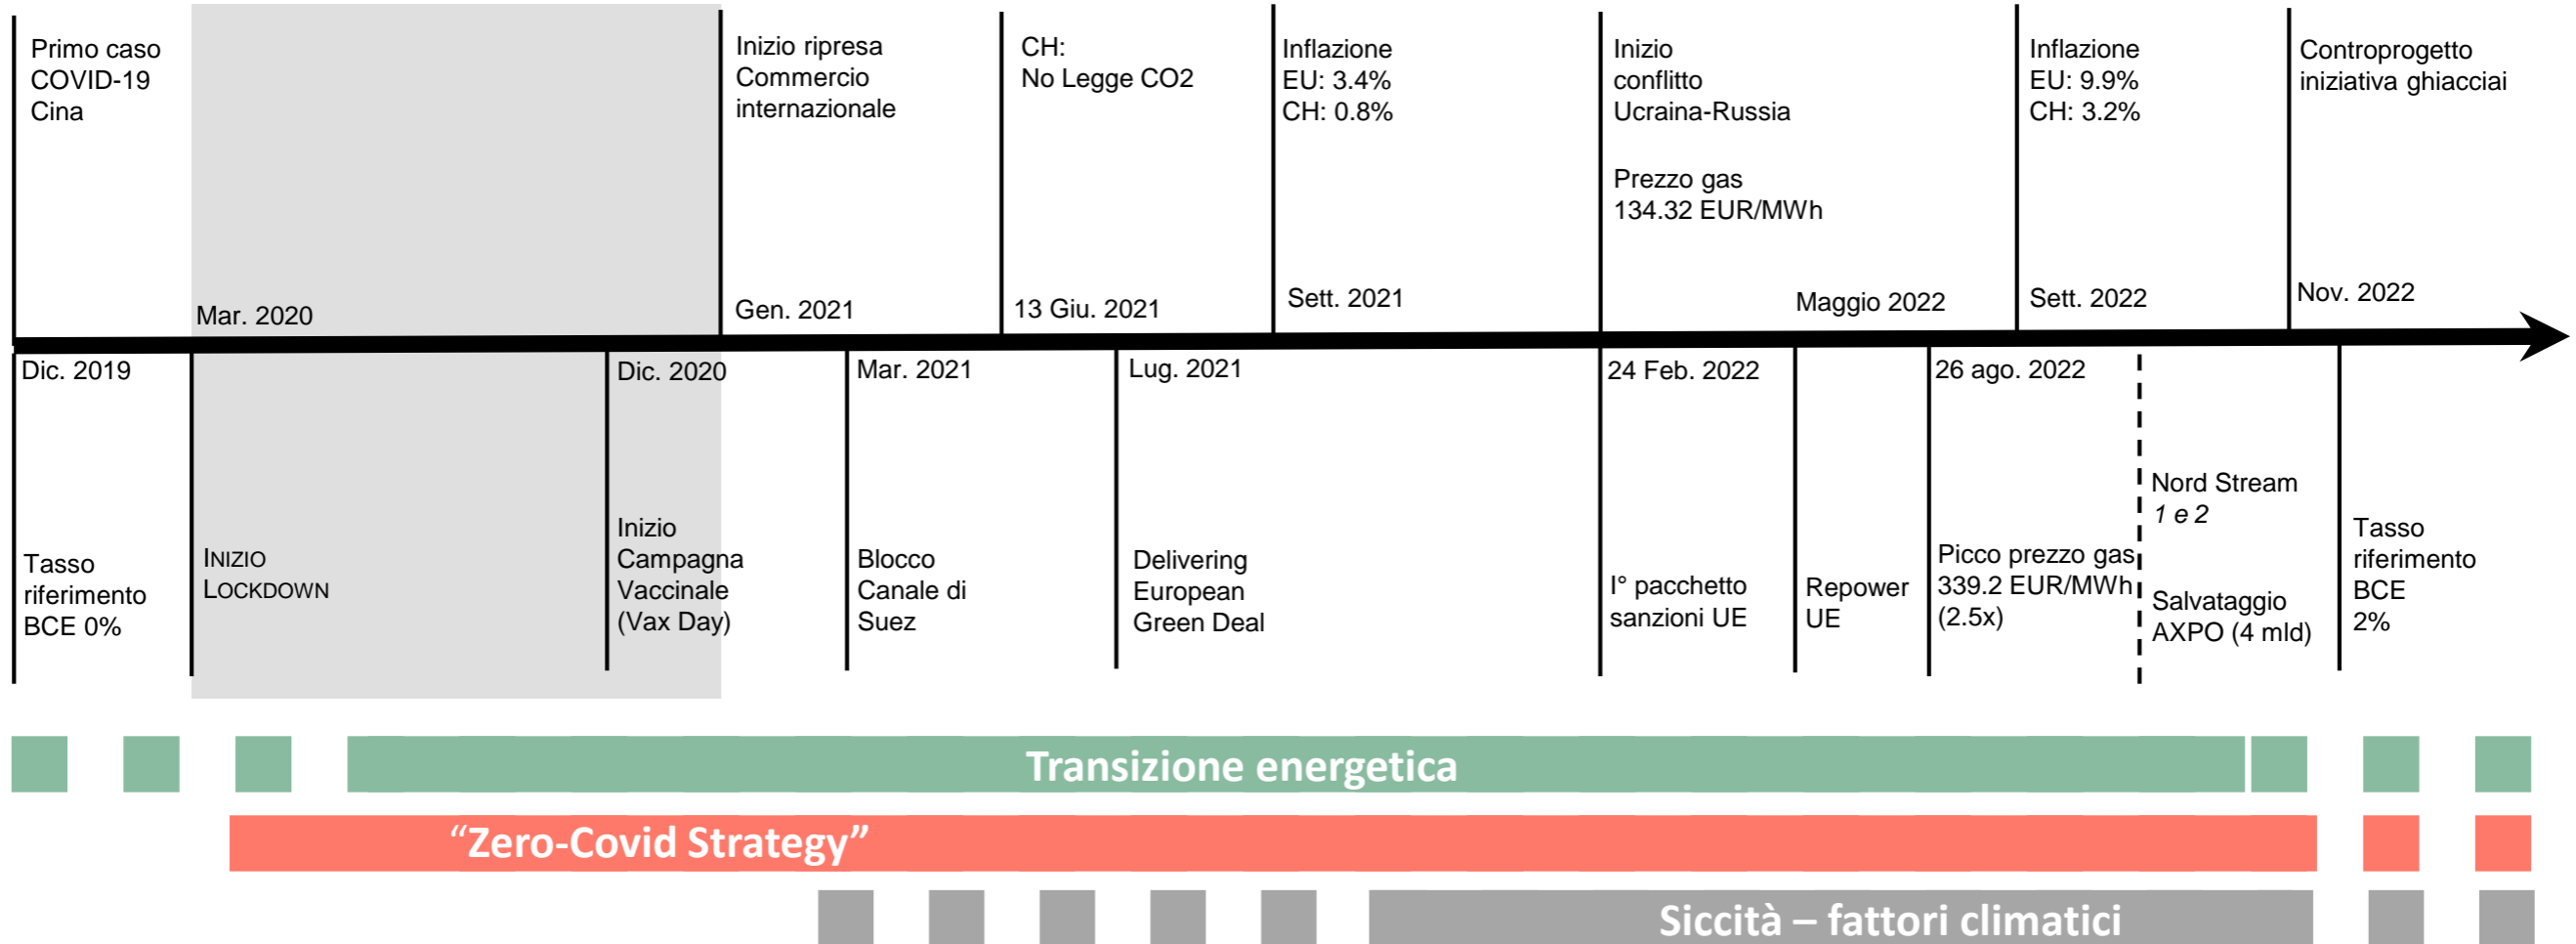 Primo caso
COVID-19
Cina
Inizio ripresa
Commercio
internazionale
CH:
No Legge CO2
Inflazione
EU: 3.4%
CH: 0.8%
Inizio
conflitto
Ucraina-Russia
Prezzo gas
134.32 EUR/MWh
Inflazione
EU: 9.9%
CH: 3.2%
Controprogetto
iniziativa ghiacciai
Mar. 2020
Gen. 2021
13 Giu. 2021
Sett. 2021
Maggio 2022
Sett. 2022
Nov. 2022
Dic. 2019
Dic. 2020
Mar. 2021
Lug. 2021
24 Feb. 2022
26 ago. 2022
Tasso
riferimento
BCE 0%
INIZIO
LOCKDOWN
Inizio
Campagna
Vaccinale
(Vax Day)
Blocco
Canale di
Suez
Delivering
European
Green Deal
I° pacchetto
sanzioni UE
Repower
UE
Picco prezzo gas
339.2 EUR/MWh
(2.5x)
Nord Stream
1 e 2
Salvataggio
AXPO (4 mld)
Tasso
riferimento
BCE
2%
Transizione energetica
“Zero-Covid Strategy”
Siccità – fattori climatici